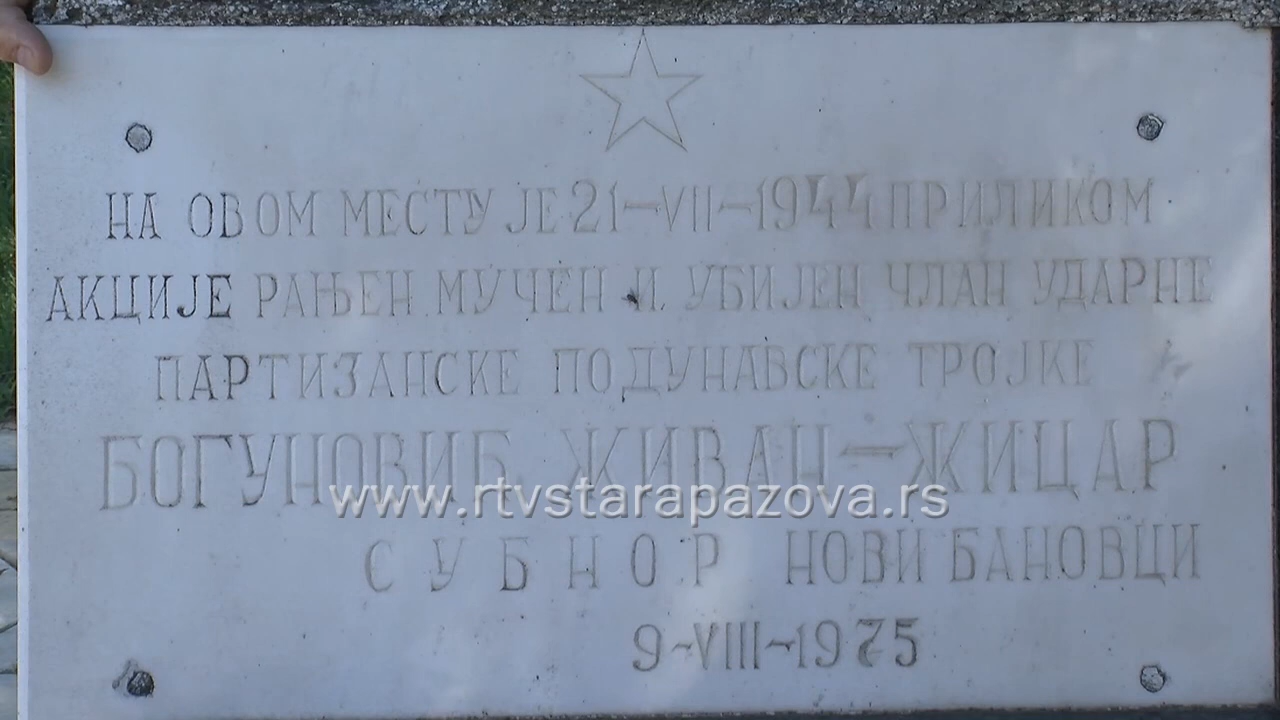 НА ОВОМ МЕСТУ ЈЕ 21-VII-1944 ПРИЛИКОМ
АКЦИЈЕ РАЊЕН МУЧЕН И УБИЈЕН ЧЛАН УДАРНЕ
ПАРТИЗАНСКЕ ПОДУНАВСКЕ ТРОЈКЕ
БОГУНОВИЋ ЖИВАН-ЖИЦАР
www.rtvstarapazova.rs
СУБНОР НОВИ БАНОВЦИ
9-VIII-1975